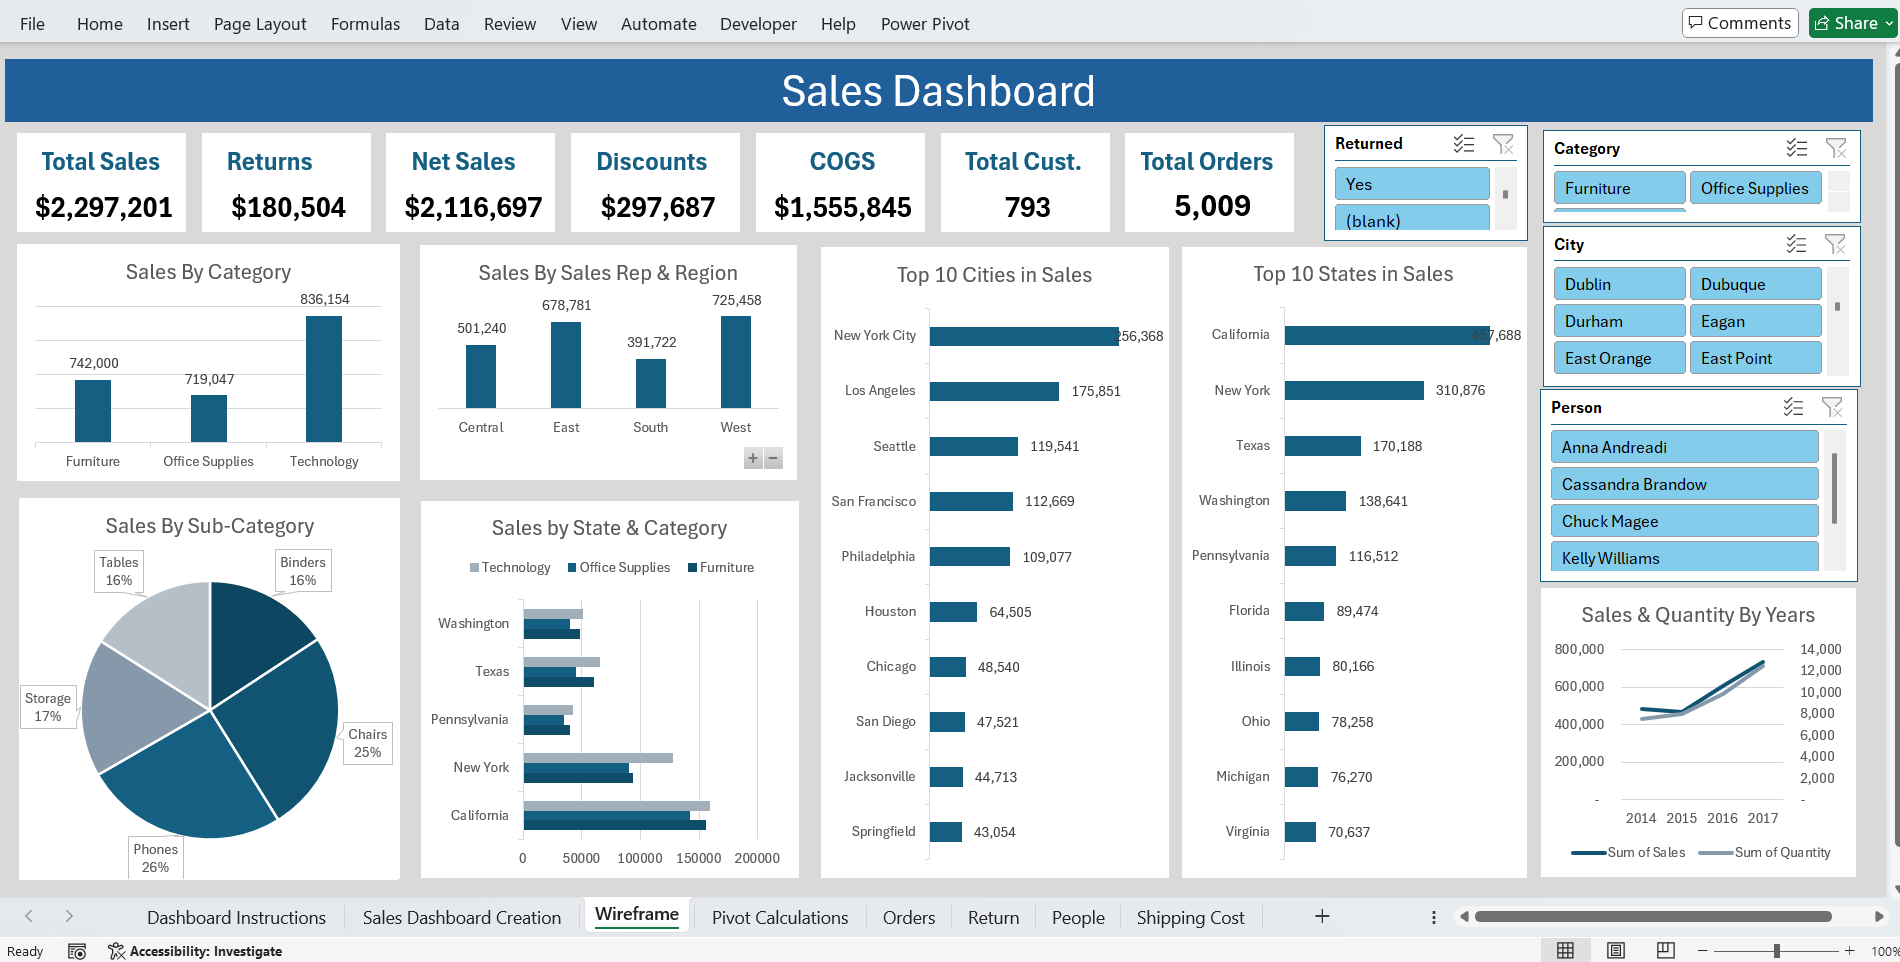 File Home Insert Page Layout Formulas Data Review View Automate Developer Help Power Pivot Comments Share
Sales Dashboard
Total Sales
$2,297,201
Returns
$180,504
Net Sales
$2,116,697
Discounts
$297,687
COGS
$1,555,845
Total Cust.
793
Total Orders
5,009
Returned
Yes
(blank)
Category
Furniture Office Supplies
City
Dublin Dubuque
Durham Eagan
East Orange East Point
Person
Anna Andreadi
Cassandra Brandow
Chuck Magee
Kelly Williams
Sales By Category
836,154
742,000
719,047
Furniture Office Supplies Technology
Sales By Sales Rep & Region
725,458
678,781
501,240
391,722
Central East South West
+ −
Top 10 Cities in Sales
New York City 256,368
Los Angeles 175,851
Seattle 119,541
San Francisco 112,669
Philadelphia 109,077
Houston 64,505
Chicago 48,540
San Diego 47,521
Jacksonville 44,713
Springfield 43,054
Top 10 States in Sales
California 457,688
New York 310,876
Texas 170,188
Washington 138,641
Pennsylvania 116,512
Florida 89,474
Illinois 80,166
Ohio 78,258
Michigan 76,270
Virginia 70,637
Sales By Sub-Category
Tables
16%
Binders
16%
Storage
17%
Chairs
25%
Phones
26%
Sales by State & Category
Technology Office Supplies Furniture
Washington
Texas
Pennsylvania
New York
California
0 50000 100000 150000 200000
Sales & Quantity By Years
800,000 14,000
12,000
600,000 10,000
400,000 8,000
6,000
200,000 4,000
2,000
- -
2014 2015 2016 2017
Sum of Sales Sum of Quantity
Dashboard Instructions Sales Dashboard Creation Wireframe Pivot Calculations Orders Return People Shipping Cost +
Ready Accessibility: Investigate − + 100%